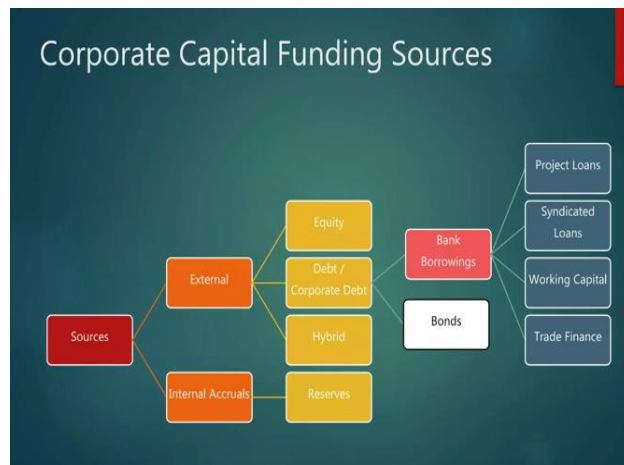 Corporate Capital Funding Sources
Project Loans
Syndicated
Loans
Equity
Bank
Borrowings
External
Debt /
Corporate Debt
Working Capital
Bonds
Sources
Hybrid
Trade Finance
Internal Accruals
Reserves